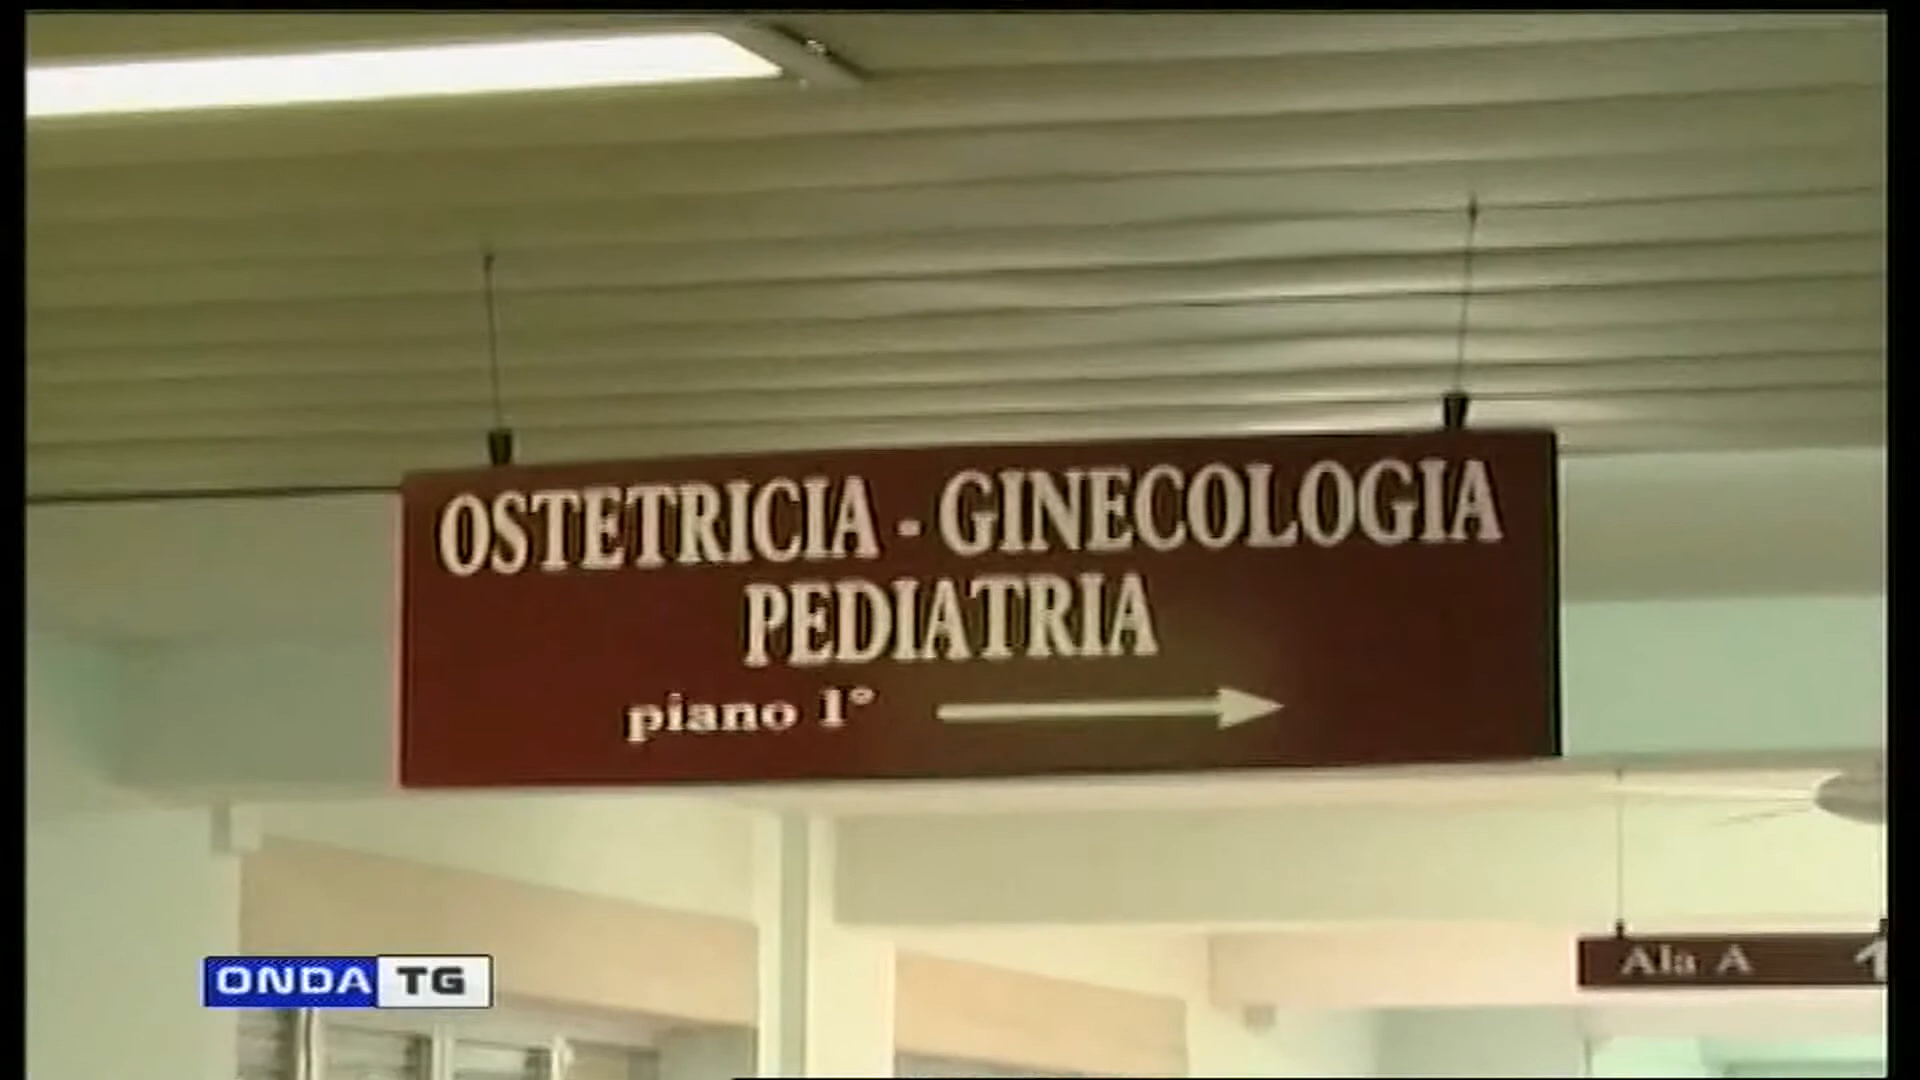 OSTETRICIA - GINECOLOGIA
PEDIATRIA
piano 1°
Ala A
ONDA TG